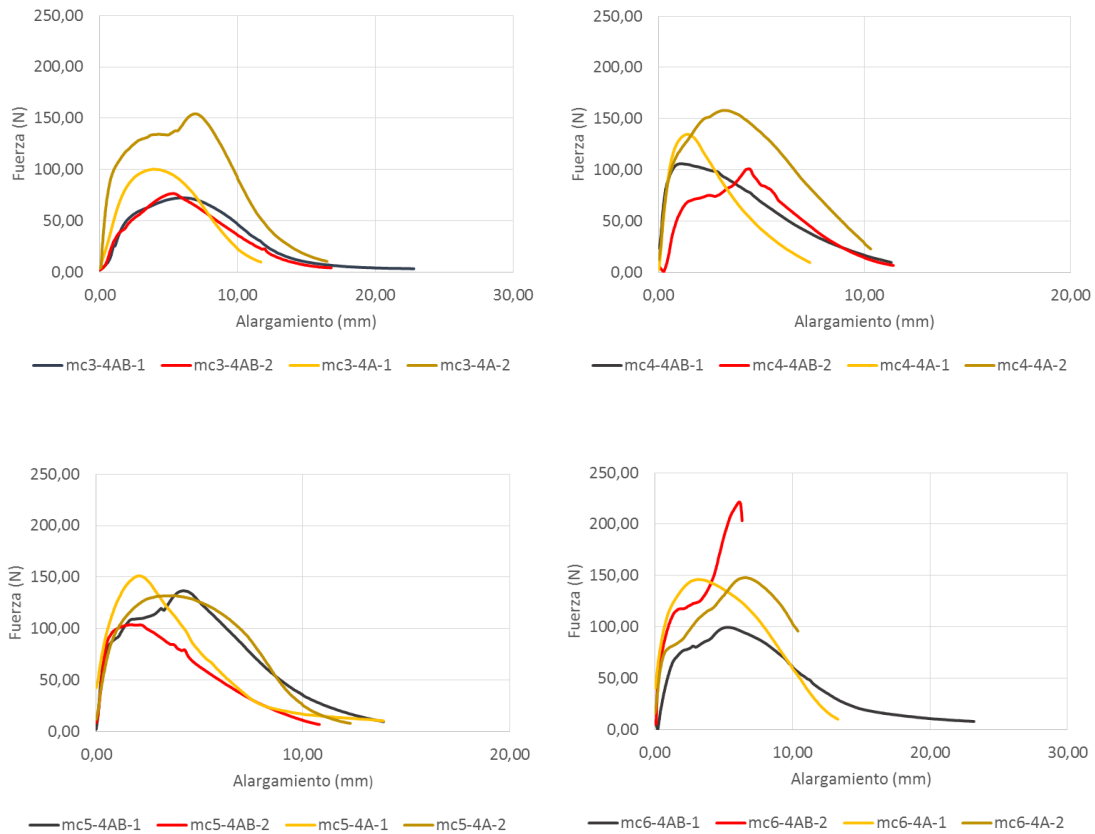 250,00
200,00
150,00
100,00
50,00
0,00
Fuerza (N)
0,00 10,00 20,00 30,00
Alargamiento (mm)
mc3-4AB-1 mc3-4AB-2 mc3-4A-1 mc3-4A-2
250,00
200,00
150,00
100,00
50,00
0,00
Fuerza (N)
0,00 10,00 20,00
Alargamiento (mm)
mc4-4AB-1 mc4-4AB-2 mc4-4A-1 mc4-4A-2
250,00
200,00
150,00
100,00
50,00
0,00
Fuerza (N)
0,00 10,00 20,00
Alargamiento (mm)
mc5-4AB-1 mc5-4AB-2 mc5-4A-1 mc5-4A-2
250,00
200,00
150,00
100,00
50,00
0,00
Fuerza (N)
0,00 10,00 20,00 30,00
Alargamiento (mm)
mc6-4AB-1 mc6-4AB-2 mc6-4A-1 mc6-4A-2